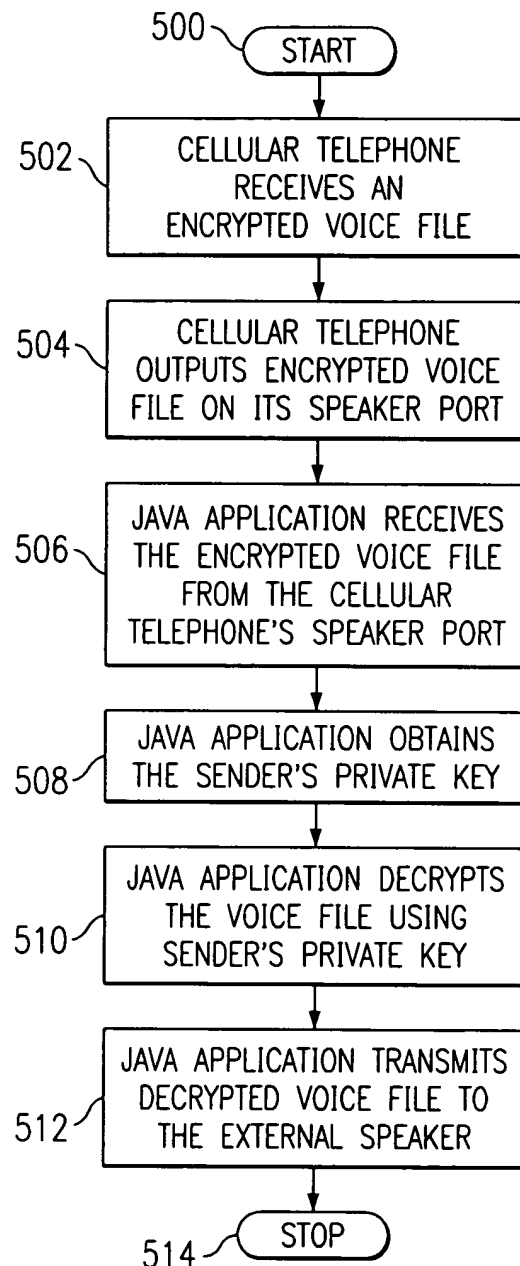 500
START
502
CELLULAR TELEPHONE
RECEIVES AN
ENCRYPTED VOICE FILE
504
CELLULAR TELEPHONE
OUTPUTS ENCRYPTED VOICE
FILE ON ITS SPEAKER PORT
506
JAVA APPLICATION RECEIVES
THE ENCRYPTED VOICE FILE
FROM THE CELLULAR
TELEPHONE'S SPEAKER PORT
508
JAVA APPLICATION OBTAINS
THE SENDER'S PRIVATE KEY
510
JAVA APPLICATION DECRYPTS
THE VOICE FILE USING
SENDER'S PRIVATE KEY
512
JAVA APPLICATION TRANSMITS
DECRYPTED VOICE FILE TO
THE EXTERNAL SPEAKER
514
STOP